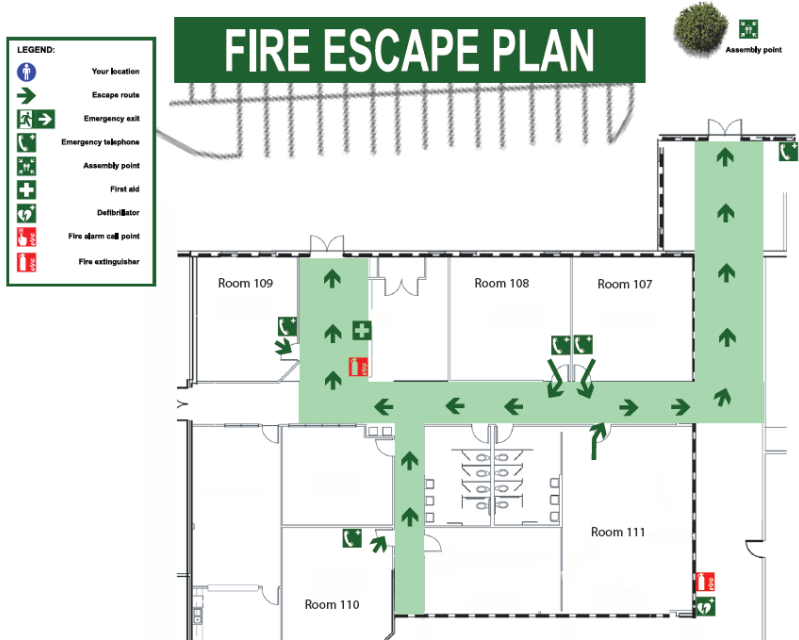 FIRE ESCAPE PLAN
Assembly point
LEGEND:
Your location
Escape route
Emergency exit
Emergency telephone
Assembly point
First aid
Defibrillator
Fire alarm call point
Fire extinguisher
Room 109
Room 108
Room 107
Room 111
Room 110